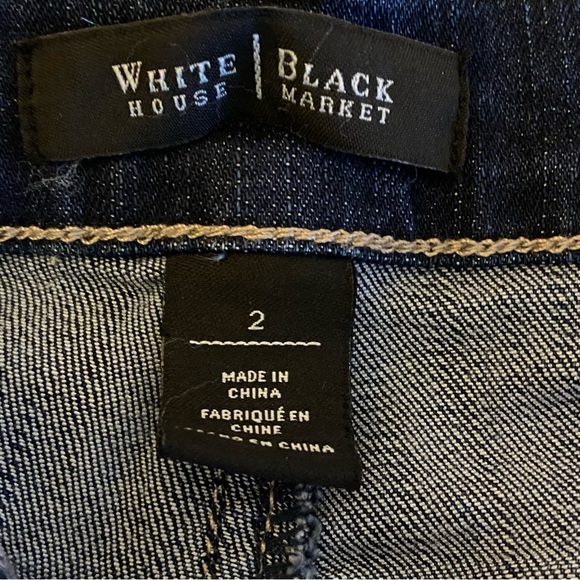 WHITE | BLACK
HOUSE | MARKET
2
MADE IN
CHINA
FABRIQUÉ EN
CHINE
EN CHINA